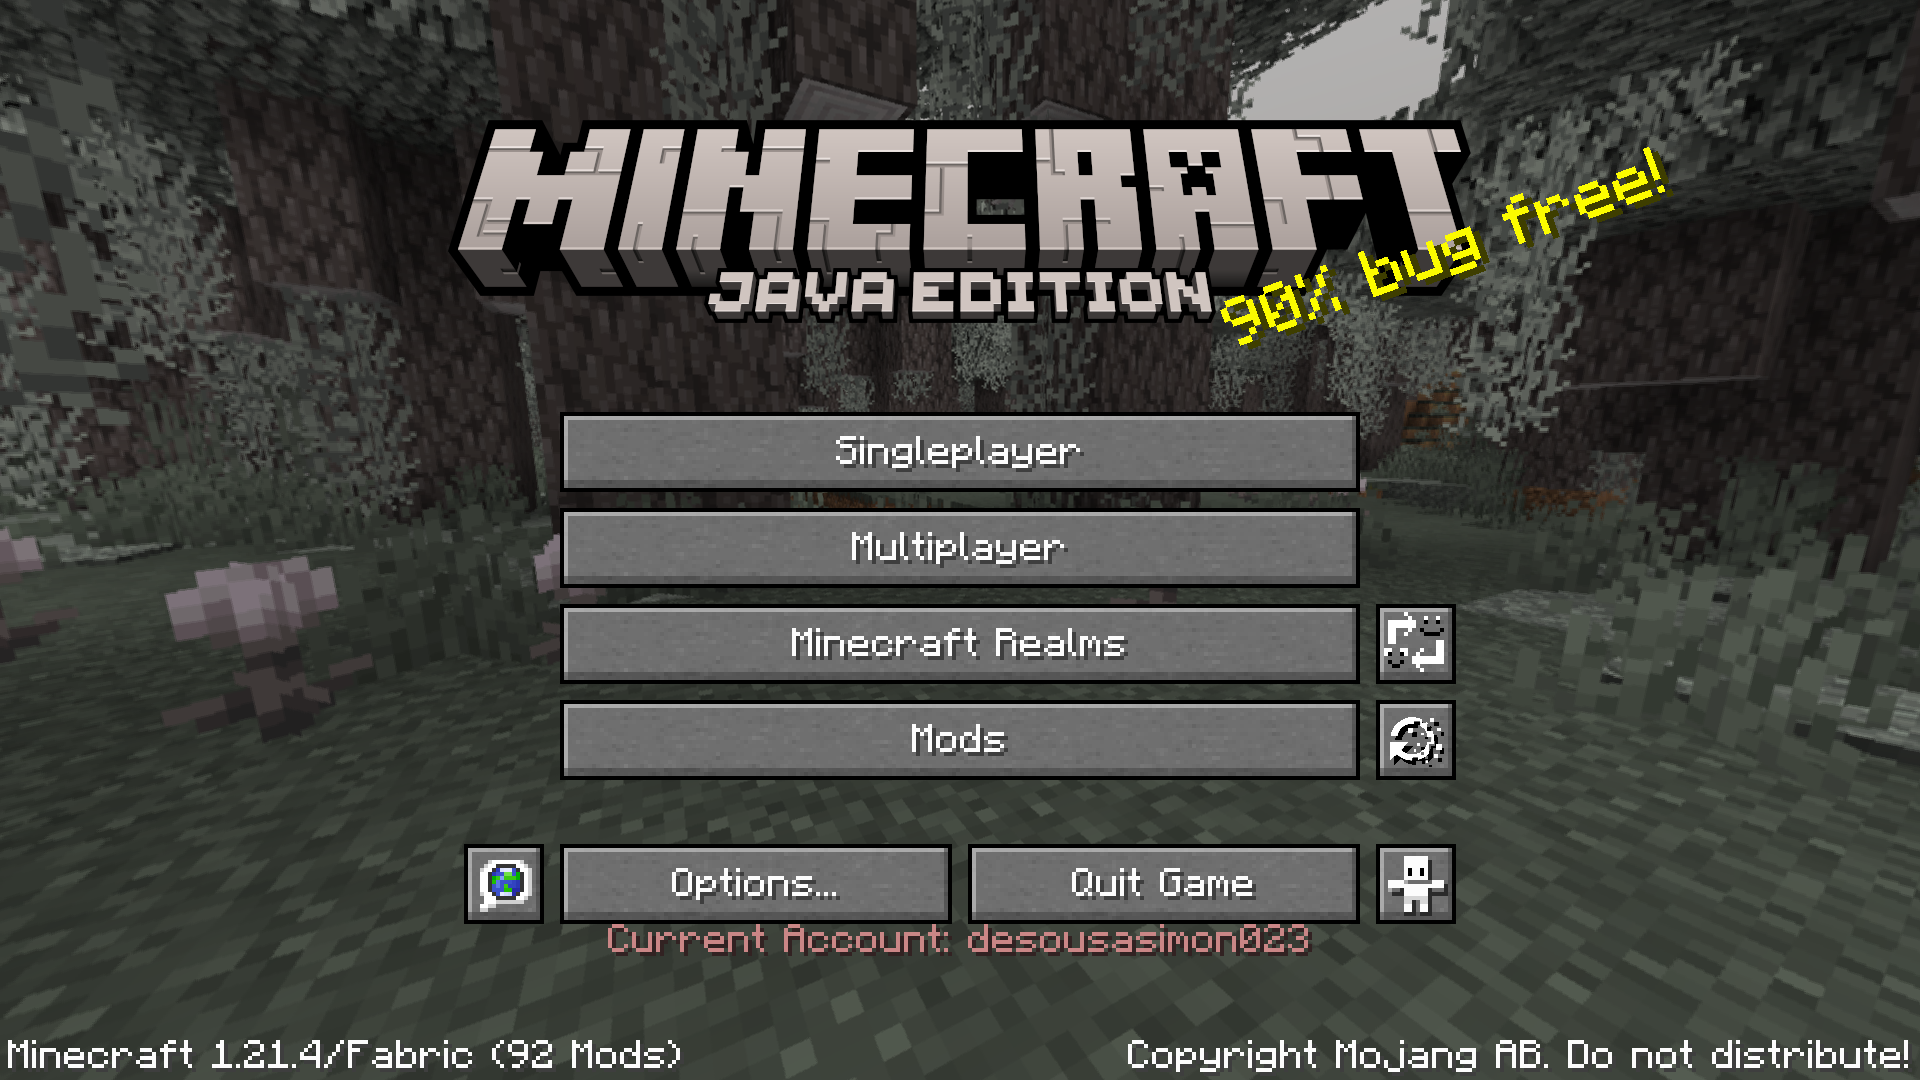 MINECRAFT
JAVA EDITION
90% bug free!
Singleplayer
Multiplayer
Minecraft Realms
Mods
Options...
Quit Game
Current Account: desousasimon023
Minecraft 1.21.4/Fabric (92 Mods)
Copyright Mojang AB. Do not distribute!